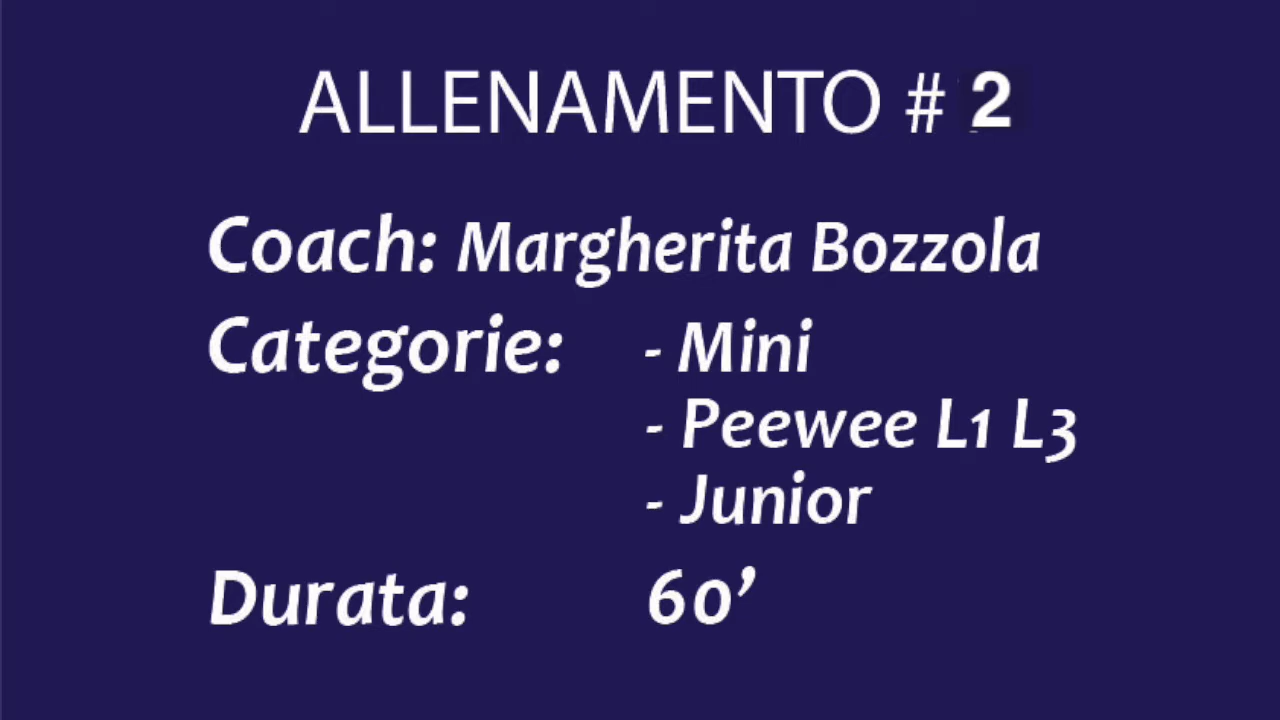 ALLENAMENTO # 2
Coach: Margherita Bozzola
Categorie: - Mini
- Peewee L1 L3
- Junior
Durata: 60’